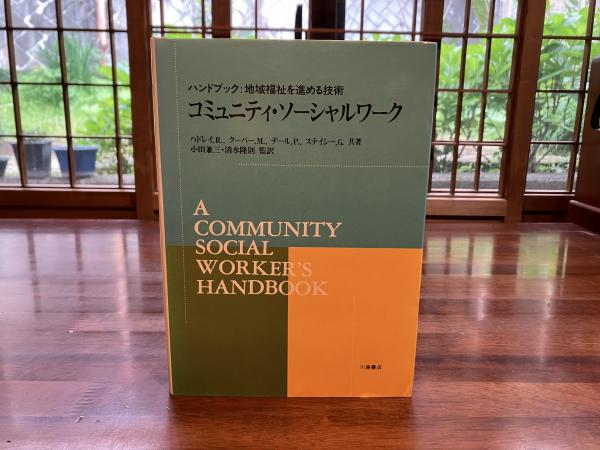 ハンドブック:地域福祉を進める技術
コミュニティ・ソーシャルワーク
ハドレイ,R., クーパー,M., デール,P., ステイシー,G. 共著
小田兼三・清水隆則 監訳
A
COMMUNITY
SOCIAL
WORKER'S
HANDBOOK
川島書店